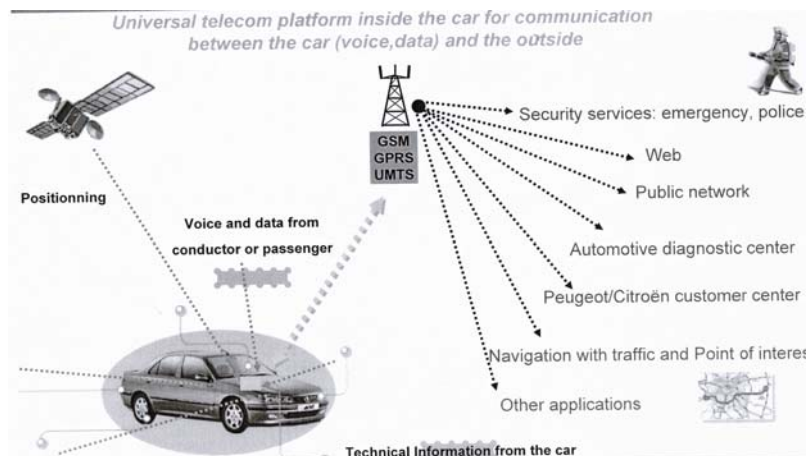 Universal telecom platform inside the car for communication
between the car (voice,data) and the outside
GSM
GPRS
UMTS
Security services: emergency, police
Web
Public network
Positionning
Voice and data from
conductor or passenger
Automotive diagnostic center
Peugeot/Citroën customer center
Navigation with traffic and Point of interes
Other applications
Technical Information from the car